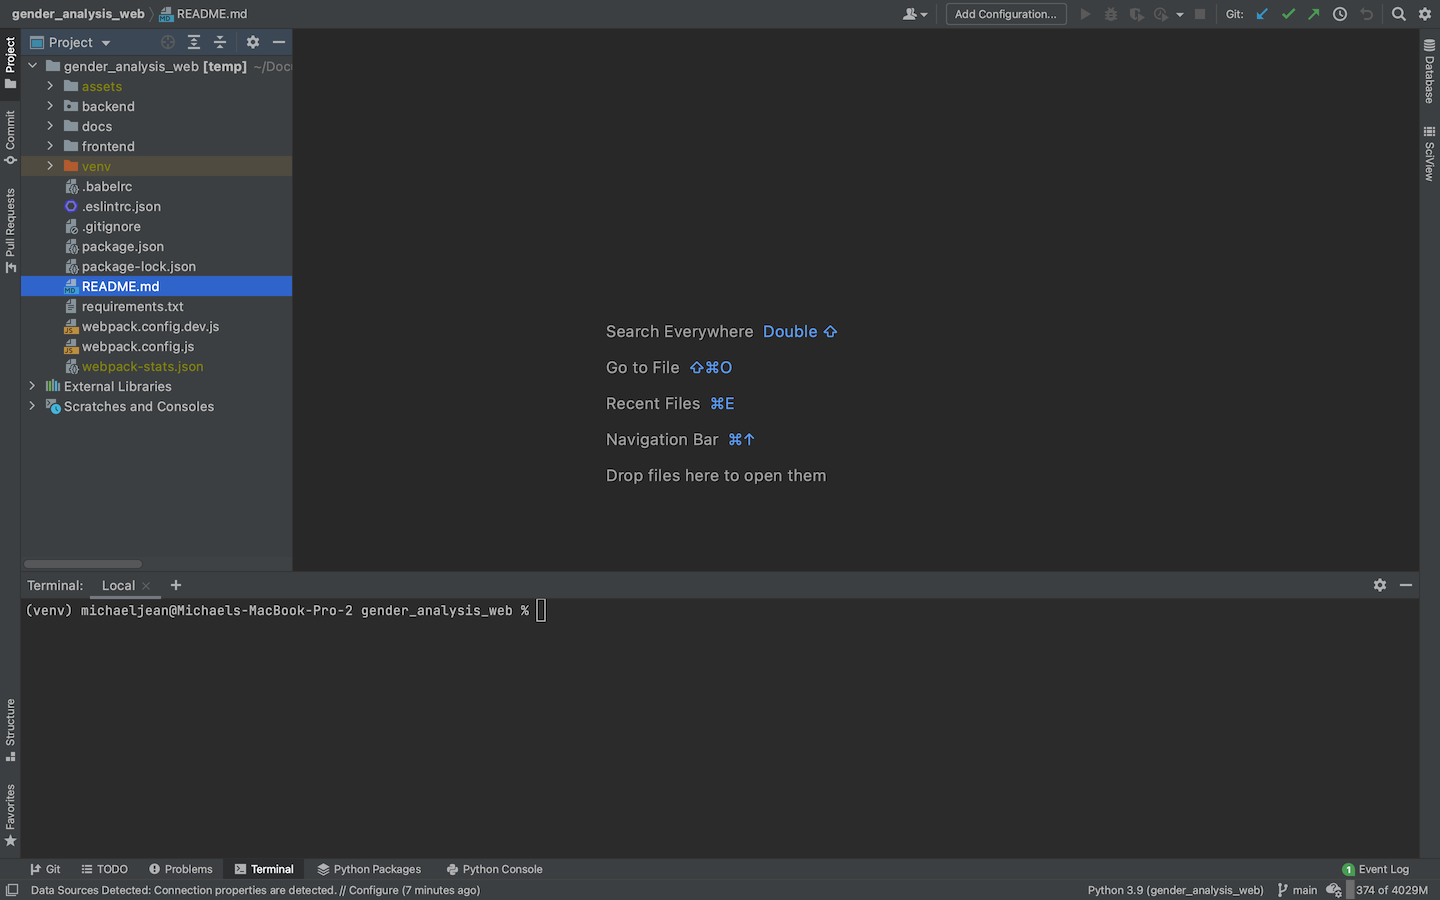 gender_analysis_web README.md
Add Configuration...
Git:
Project
gender_analysis_web [temp] ~/Docu
assets
backend
docs
frontend
venv
.babelrc
.eslintrc.json
.gitignore
package.json
package-lock.json
README.md
requirements.txt
webpack.config.dev.js
webpack.config.js
webpack-stats.json
External Libraries
Scratches and Consoles
Project
Commit
Pull Requests
Structure
Favorites
Search Everywhere Double ⇧
Go to File ⇧⌘O
Recent Files ⌘E
Navigation Bar ⌘↑
Drop files here to open them
Database
SciView
Terminal: Local
(venv) michaeljean@Michaels-MacBook-Pro-2 gender_analysis_web %
Git TODO Problems Terminal Python Packages Python Console 1 Event Log
Data Sources Detected: Connection properties are detected. // Configure (7 minutes ago) Python 3.9 (gender_analysis_web) main 374 of 4029M